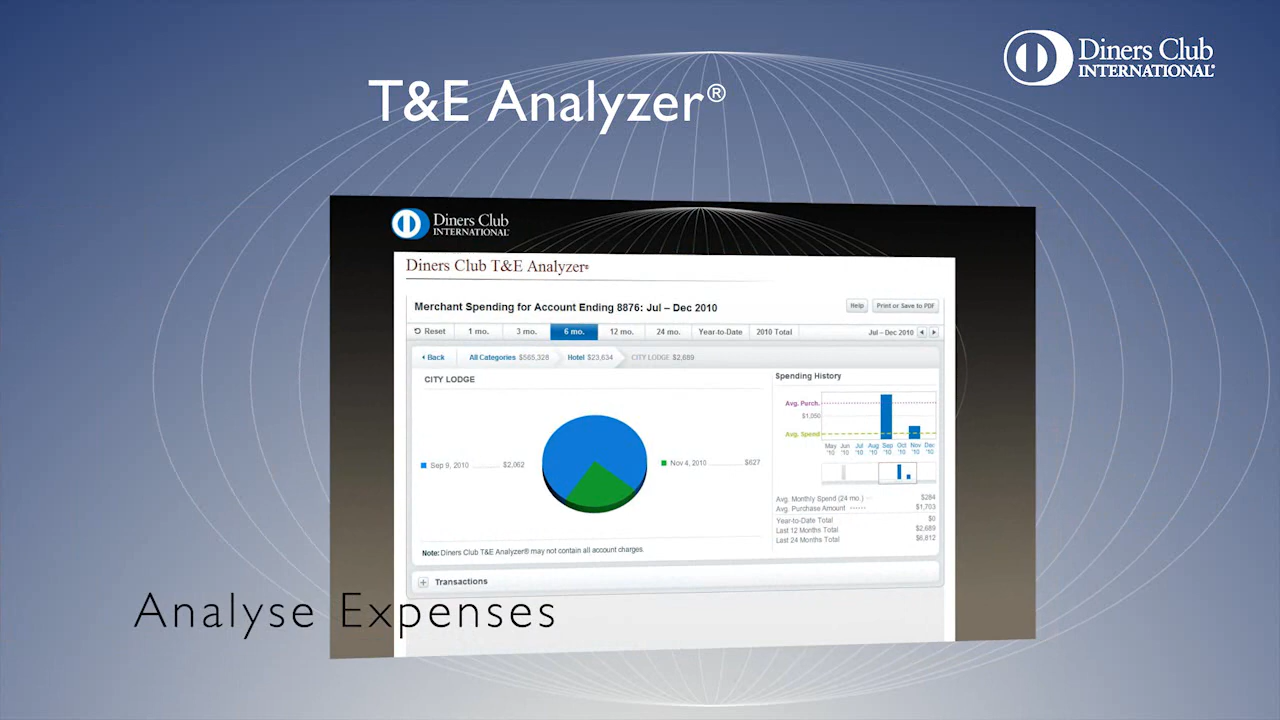 Diners Club
INTERNATIONAL®
T&E Analyzer®
Diners Club
INTERNATIONAL®
Diners Club T&E Analyzer®
Merchant Spending for Account Ending 8876: Jul – Dec 2010
Help
Print or Save to PDF
Reset 1 mo. 3 mo. 6 mo. 12 mo. 24 mo. Year-to-Date 2010 Total Jul – Dec 2010
Back All Categories $565,328 Hotel $23,634 CITY LODGE $2,689
CITY LODGE
Sep 9, 2010 ........... $2,062
Nov 4, 2010 ............... $627
Note: Diners Club T&E Analyzer® may not contain all account charges.
Spending History
Avg. Purch.
$1,050
Avg. Spend
May Jun Jul Aug Sep Oct Nov Dec
'10 '10 '10 '10 '10 '10 '10 '10
Avg. Monthly Spend (24 mo.) $284
Avg. Purchase Amount $1,703
Year-to-Date Total $0
Last 12 Months Total $2,689
Last 24 Months Total $6,812
Transactions
Analyse Expenses